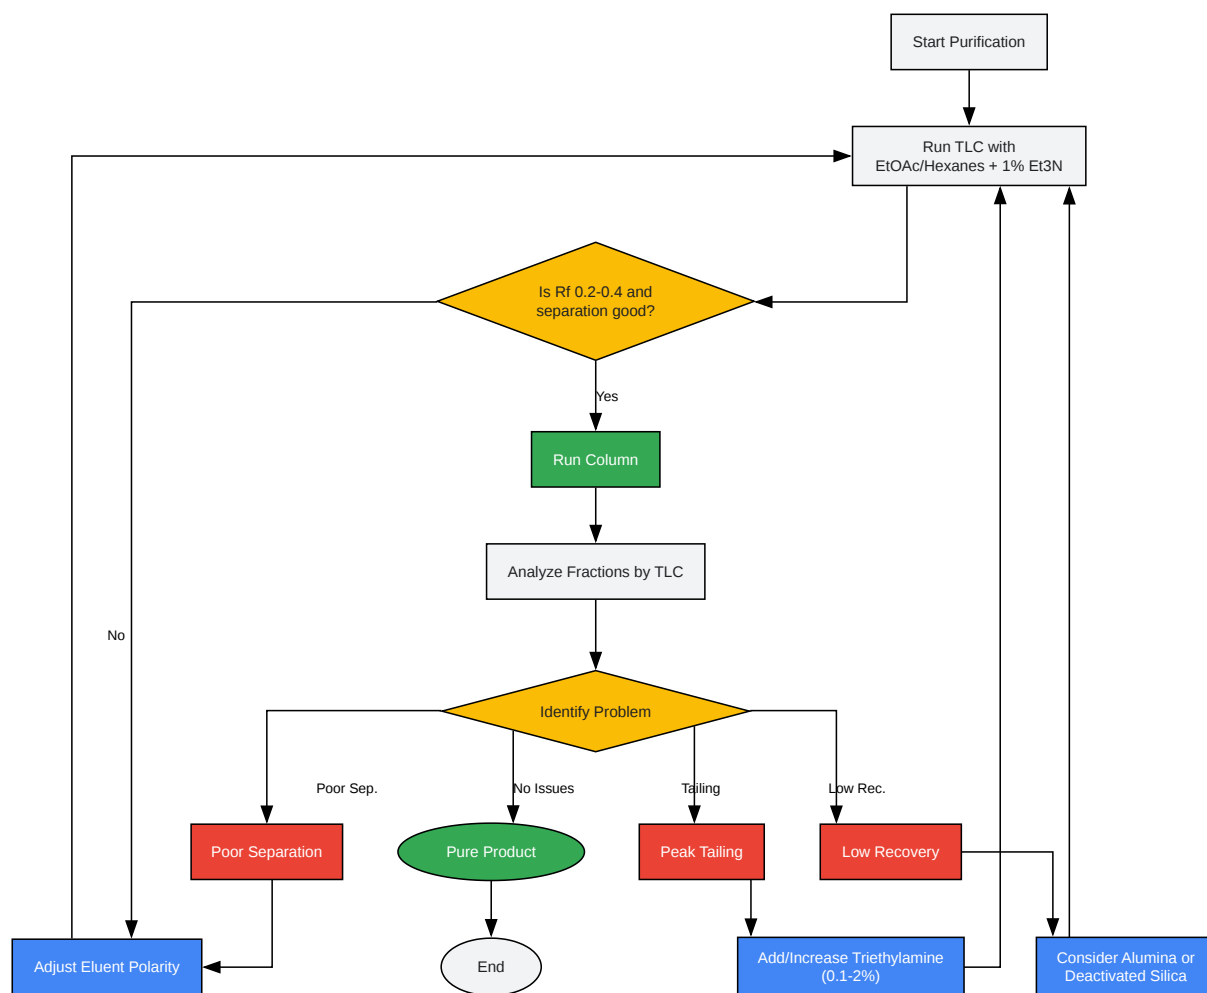 Start Purification
Run TLC with
EtOAc/Hexanes + 1% Et3N
Is Rf 0.2-0.4 and
separation good?
Yes
Run Column
Analyze Fractions by TLC
No
Identify Problem
Poor Sep.
No Issues
Tailing
Low Rec.
Poor Separation
Pure Product
Peak Tailing
Low Recovery
Adjust Eluent Polarity
End
Add/Increase Triethylamine
(0.1-2%)
Consider Alumina or
Deactivated Silica